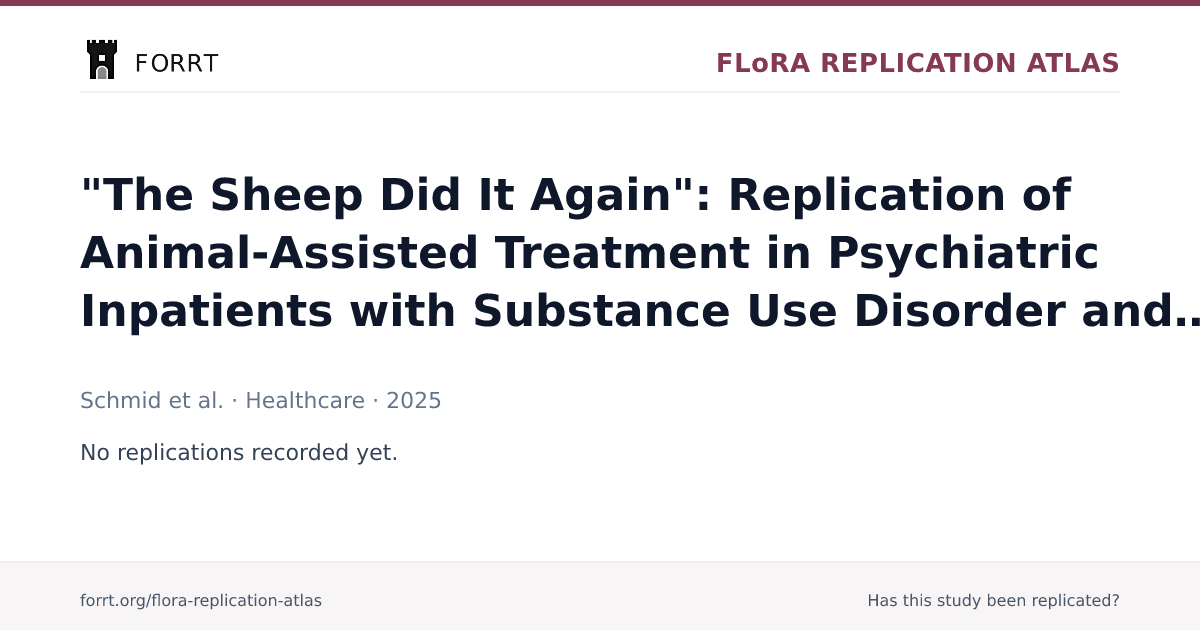 FORRT
FLoRA REPLICATION ATLAS
"The Sheep Did It Again": Replication of
Animal-Assisted Treatment in Psychiatric
Inpatients with Substance Use Disorder and…
Schmid et al. · Healthcare · 2025
No replications recorded yet.
forrt.org/flora-replication-atlas
Has this study been replicated?